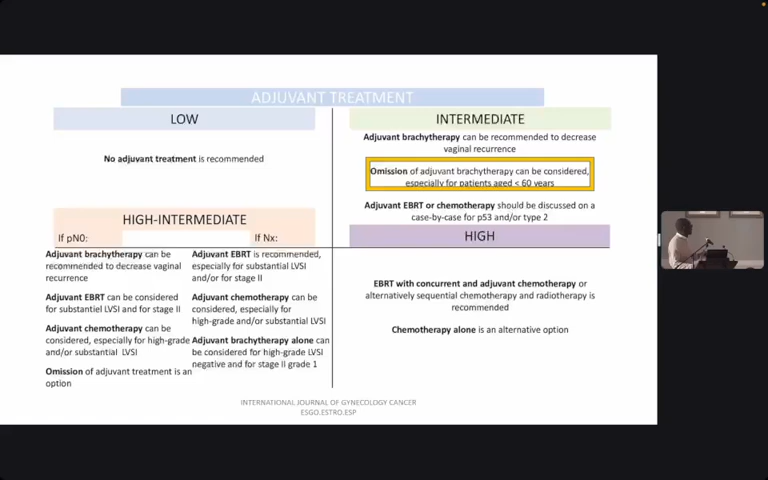 ADJUVANT TREATMENT
LOW
No adjuvant treatment is recommended
INTERMEDIATE
Adjuvant brachytherapy can be recommended to decrease
vaginal recurrence
Omission of adjuvant brachytherapy can be considered,
especially for patients aged < 60 years
Adjuvant EBRT or chemotherapy should be discussed on a
case-by-case for p53 and/or type 2
HIGH-INTERMEDIATE
If pN0:
If Nx:
Adjuvant brachytherapy can be
recommended to decrease vaginal
recurrence
Adjuvant EBRT can be considered
for substantiel LVSI and for stage II
Adjuvant chemotherapy can be
considered, especially for high-grade
and/or substantial LVSI
Omission of adjuvant treatment is an
option
Adjuvant EBRT is recommended,
especially for substantial LVSI
and/or for stage II
Adjuvant chemotherapy can be
considered, especially for
high-grade and/or substantial LVSI
Adjuvant brachytherapy alone can
be considered for high-grade LVSI
negative and for stage II grade 1
HIGH
EBRT with concurrent and adjuvant chemotherapy or
alternatively sequential chemotherapy and radiotherapy is
recommended
Chemotherapy alone is an alternative option
INTERNATIONAL JOURNAL OF GYNECOLOGY CANCER
ESGO.ESTRO.ESP